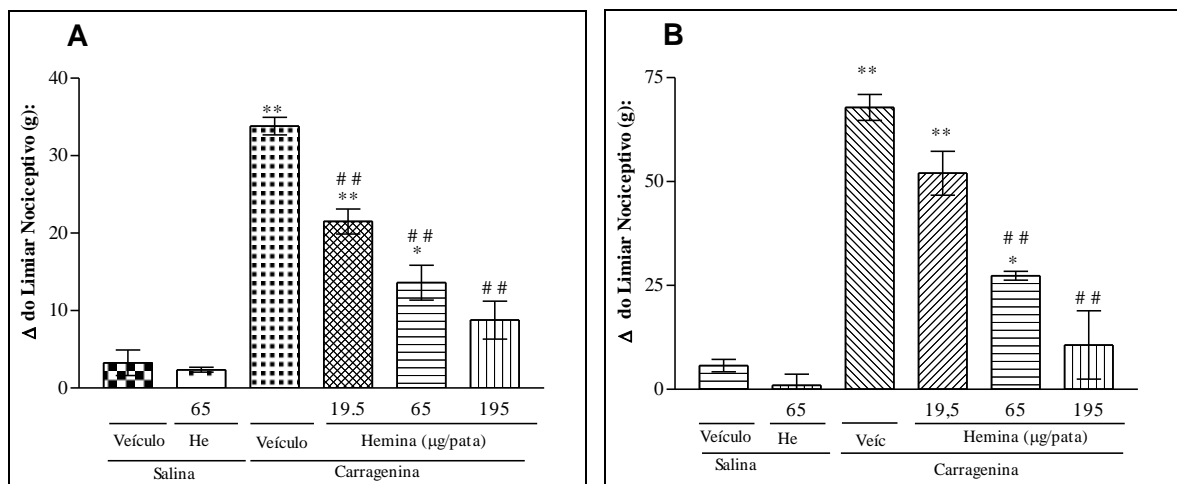 A
Δ do Limiar Nociceptivo (g):
40
30
20
10
0
**
# #
**
# #
*
# #
65
19.5
65
195
Veículo
He
Veículo
Hemina (µg/pata)
Salina
Carragenina
B
Δ do Limiar Nociceptivo (g):
75
50
25
0
**
**
# #
*
# #
65
19,5
65
195
Veículo
He
Veíc
Hemina (µg/pata)
Salina
Carragenina